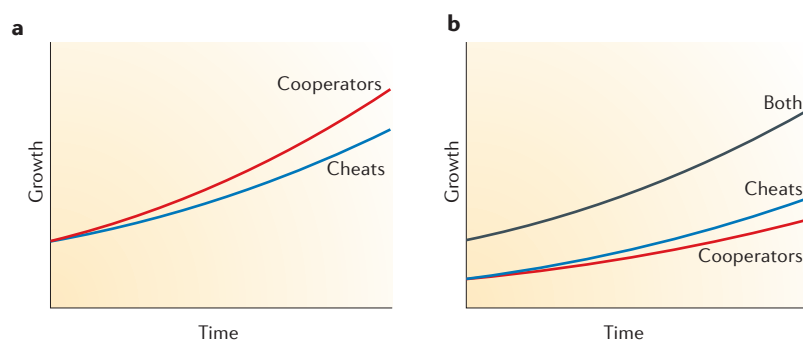 a
Cooperators
Cheats
Growth
Time
b
Both
Cheats
Cooperators
Growth
Time